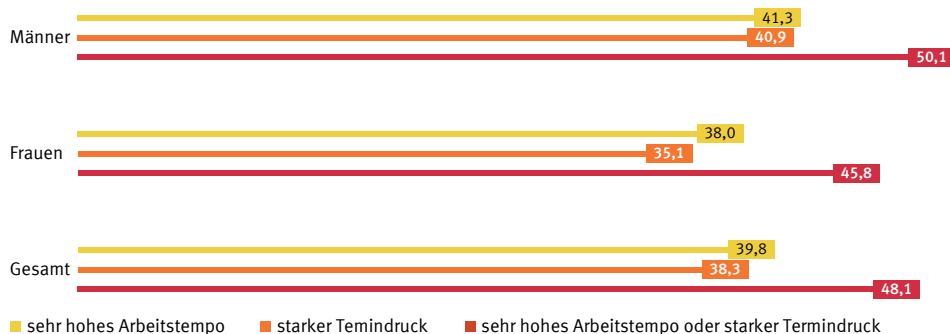 41,3
Männer 40,9
50,1
38,0
Frauen 35,1
45,8
39,8
Gesamt 38,3
48,1
sehr hohes Arbeitstempo starker Temindruck sehr hohes Arbeitstempo oder starker Temindruck